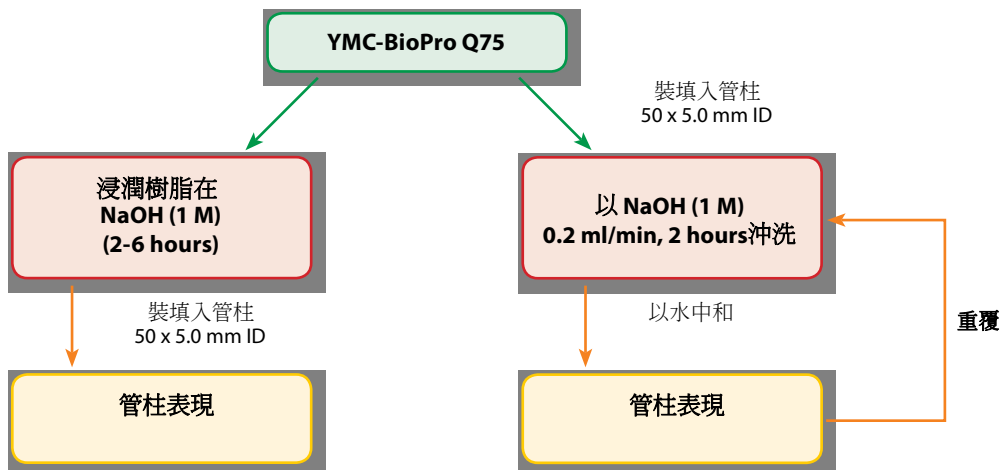 YMC-BioPro Q75
裝填入管柱
50 x 5.0 mm ID
浸潤樹脂在
NaOH (1 M)
(2-6 hours)
以 NaOH (1 M)
0.2 ml/min, 2 hours沖洗
裝填入管柱
50 x 5.0 mm ID
以水中和
重覆
管柱表現
管柱表現